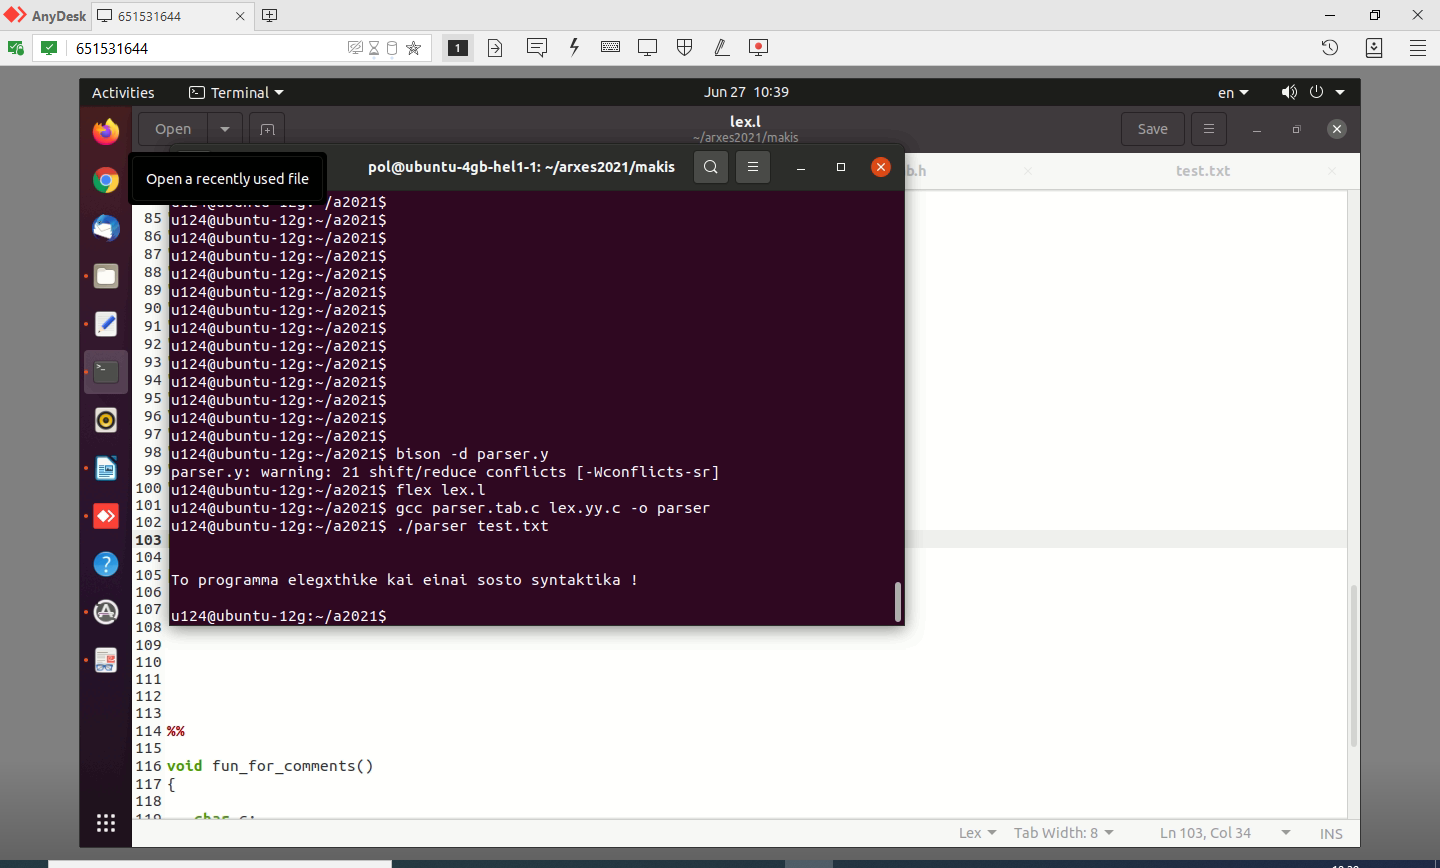 AnyDesk
651531644
651531644
1
Activities
Terminal
Jun 27 10:39
en
Open
lex.l
~/arxes2021/makis
Save
Open a recently used file
pol@ubuntu-4gb-hel1-1: ~/arxes2021/makis
b.h
test.txt
u124@ubuntu-12g:~/a2021$
85
u124@ubuntu-12g:~/a2021$
86
u124@ubuntu-12g:~/a2021$
87
u124@ubuntu-12g:~/a2021$
88
u124@ubuntu-12g:~/a2021$
89
u124@ubuntu-12g:~/a2021$
90
u124@ubuntu-12g:~/a2021$
91
u124@ubuntu-12g:~/a2021$
92
u124@ubuntu-12g:~/a2021$
93
u124@ubuntu-12g:~/a2021$
94
u124@ubuntu-12g:~/a2021$
95
u124@ubuntu-12g:~/a2021$
96
u124@ubuntu-12g:~/a2021$
97
u124@ubuntu-12g:~/a2021$
98
u124@ubuntu-12g:~/a2021$ bison -d parser.y
99
parser.y: warning: 21 shift/reduce conflicts [-Wconflicts-sr]
100
u124@ubuntu-12g:~/a2021$ flex lex.l
101
u124@ubuntu-12g:~/a2021$ gcc parser.tab.c lex.yy.c -o parser
102
u124@ubuntu-12g:~/a2021$ ./parser test.txt
103
104
105
To programma elegxthike kai einai sosto syntaktika !
106
107
u124@ubuntu-12g:~/a2021$
108
109
110
111
112
113
114 %%
115
116 void fun_for_comments()
117 {
118
119 char c;
Lex
Tab Width: 8
Ln 103, Col 34
INS